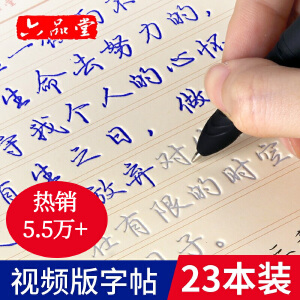 六品堂
生命去努力的，
守我个人的心怀
生之日，做
放弃对
在有限的时空
子。
热销
5.5万+
视频版字帖 23本装